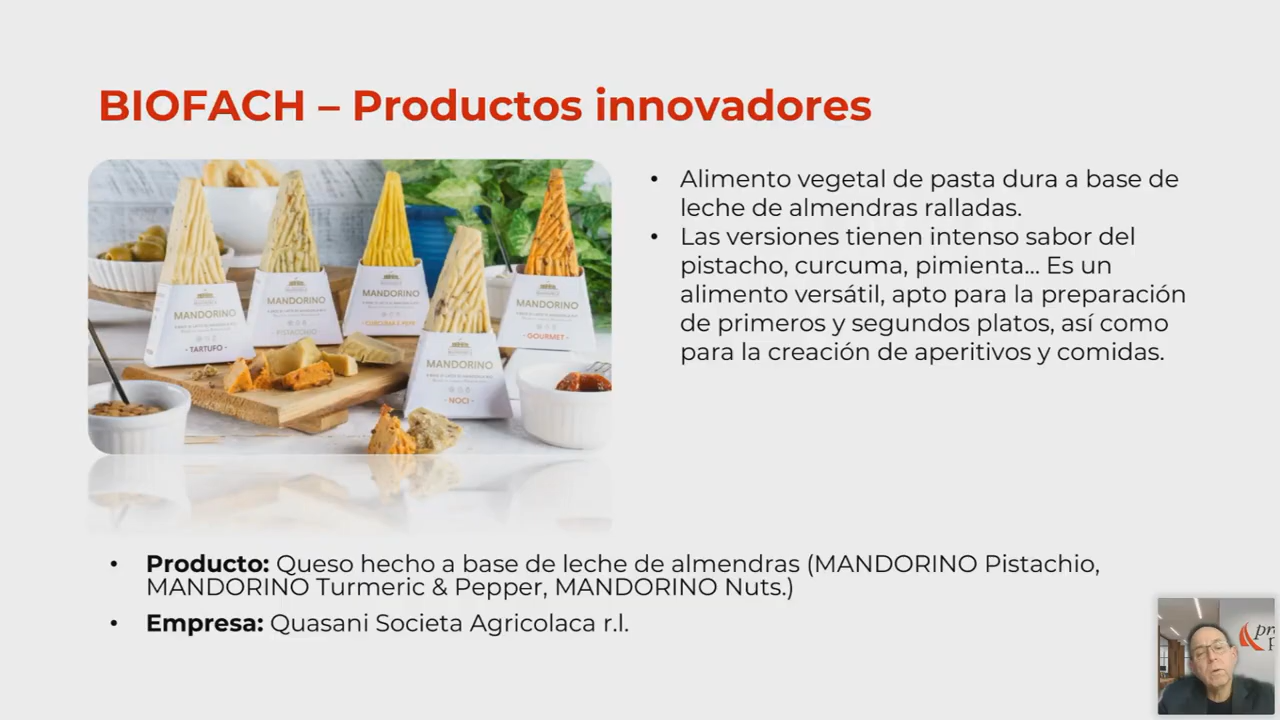 BIOFACH – Productos innovadores
MANDORINO
- TARTUFO -
MANDORINO
- PISTACCHIO -
MANDORINO
- CURCUMA E PEPE -
MANDORINO
- NOCI -
MANDORINO
- GOURMET -
• Alimento vegetal de pasta dura a base de
leche de almendras ralladas.
• Las versiones tienen intenso sabor del
pistacho, curcuma, pimienta... Es un
alimento versátil, apto para la preparación
de primeros y segundos platos, así como
para la creación de aperitivos y comidas.
• Producto: Queso hecho a base de leche de almendras (MANDORINO Pistachio,
MANDORINO Turmeric & Pepper, MANDORINO Nuts.)
• Empresa: Quasani Societa Agricolaca r.l.